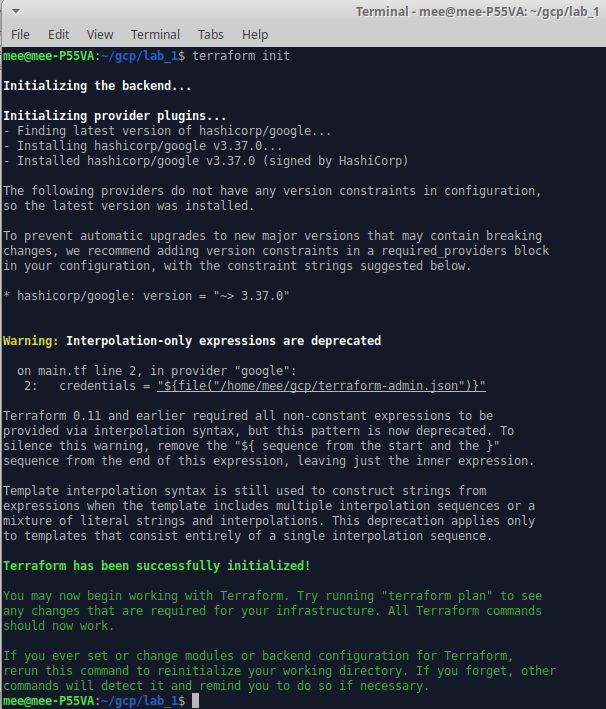 Terminal - mee@mee-P55VA: ~/gcp/lab_1
File Edit View Terminal Tabs Help
mee@mee-P55VA:~/gcp/lab_1$ terraform init
Initializing the backend...
Initializing provider plugins...
- Finding latest version of hashicorp/google...
- Installing hashicorp/google v3.37.0...
- Installed hashicorp/google v3.37.0 (signed by HashiCorp)
The following providers do not have any version constraints in configuration,
so the latest version was installed.
To prevent automatic upgrades to new major versions that may contain breaking
changes, we recommend adding version constraints in a required_providers block
in your configuration, with the constraint strings suggested below.
* hashicorp/google: version = "~> 3.37.0"
Warning: Interpolation-only expressions are deprecated
on main.tf line 2, in provider "google":
2: credentials = "${file("/home/mee/gcp/terraform-admin.json")}"
Terraform 0.11 and earlier required all non-constant expressions to be
provided via interpolation syntax, but this pattern is now deprecated. To
silence this warning, remove the "${ sequence from the start and the }"
sequence from the end of this expression, leaving just the inner expression.
Template interpolation syntax is still used to construct strings from
expressions when the template includes multiple interpolation sequences or a
mixture of literal strings and interpolations. This deprecation applies only
to templates that consist entirely of a single interpolation sequence.
Terraform has been successfully initialized!
You may now begin working with Terraform. Try running "terraform plan" to see
any changes that are required for your infrastructure. All Terraform commands
should now work.
If you ever set or change modules or backend configuration for Terraform,
rerun this command to reinitialize your working directory. If you forget, other
commands will detect it and remind you to do so if necessary.
mee@mee-P55VA:~/gcp/lab_1$